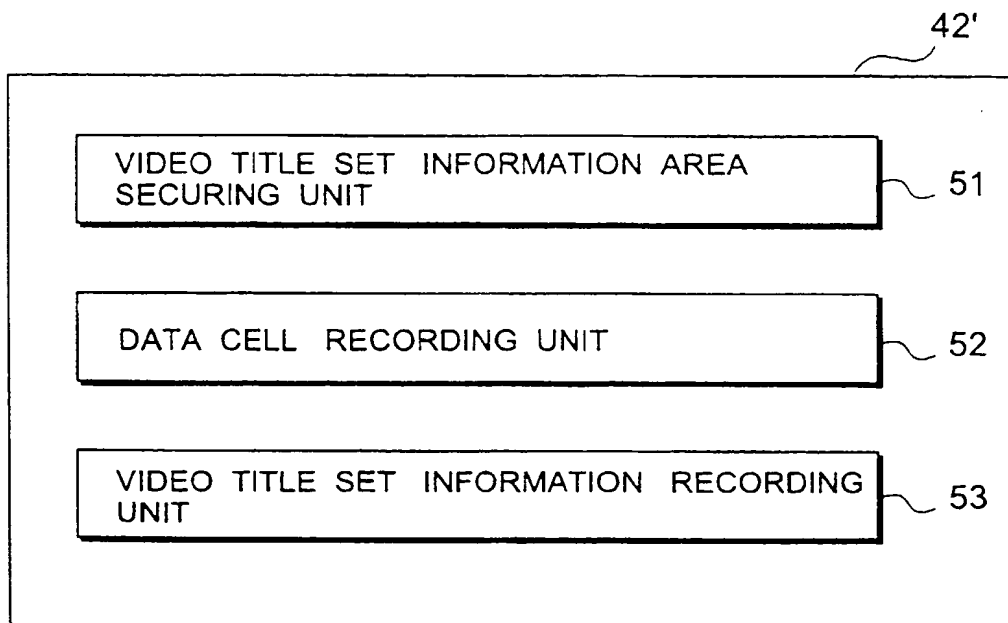 42'
VIDEO TITLE SET INFORMATION AREA
SECURING UNIT
51
DATA CELL RECORDING UNIT
52
VIDEO TITLE SET INFORMATION RECORDING
UNIT
53